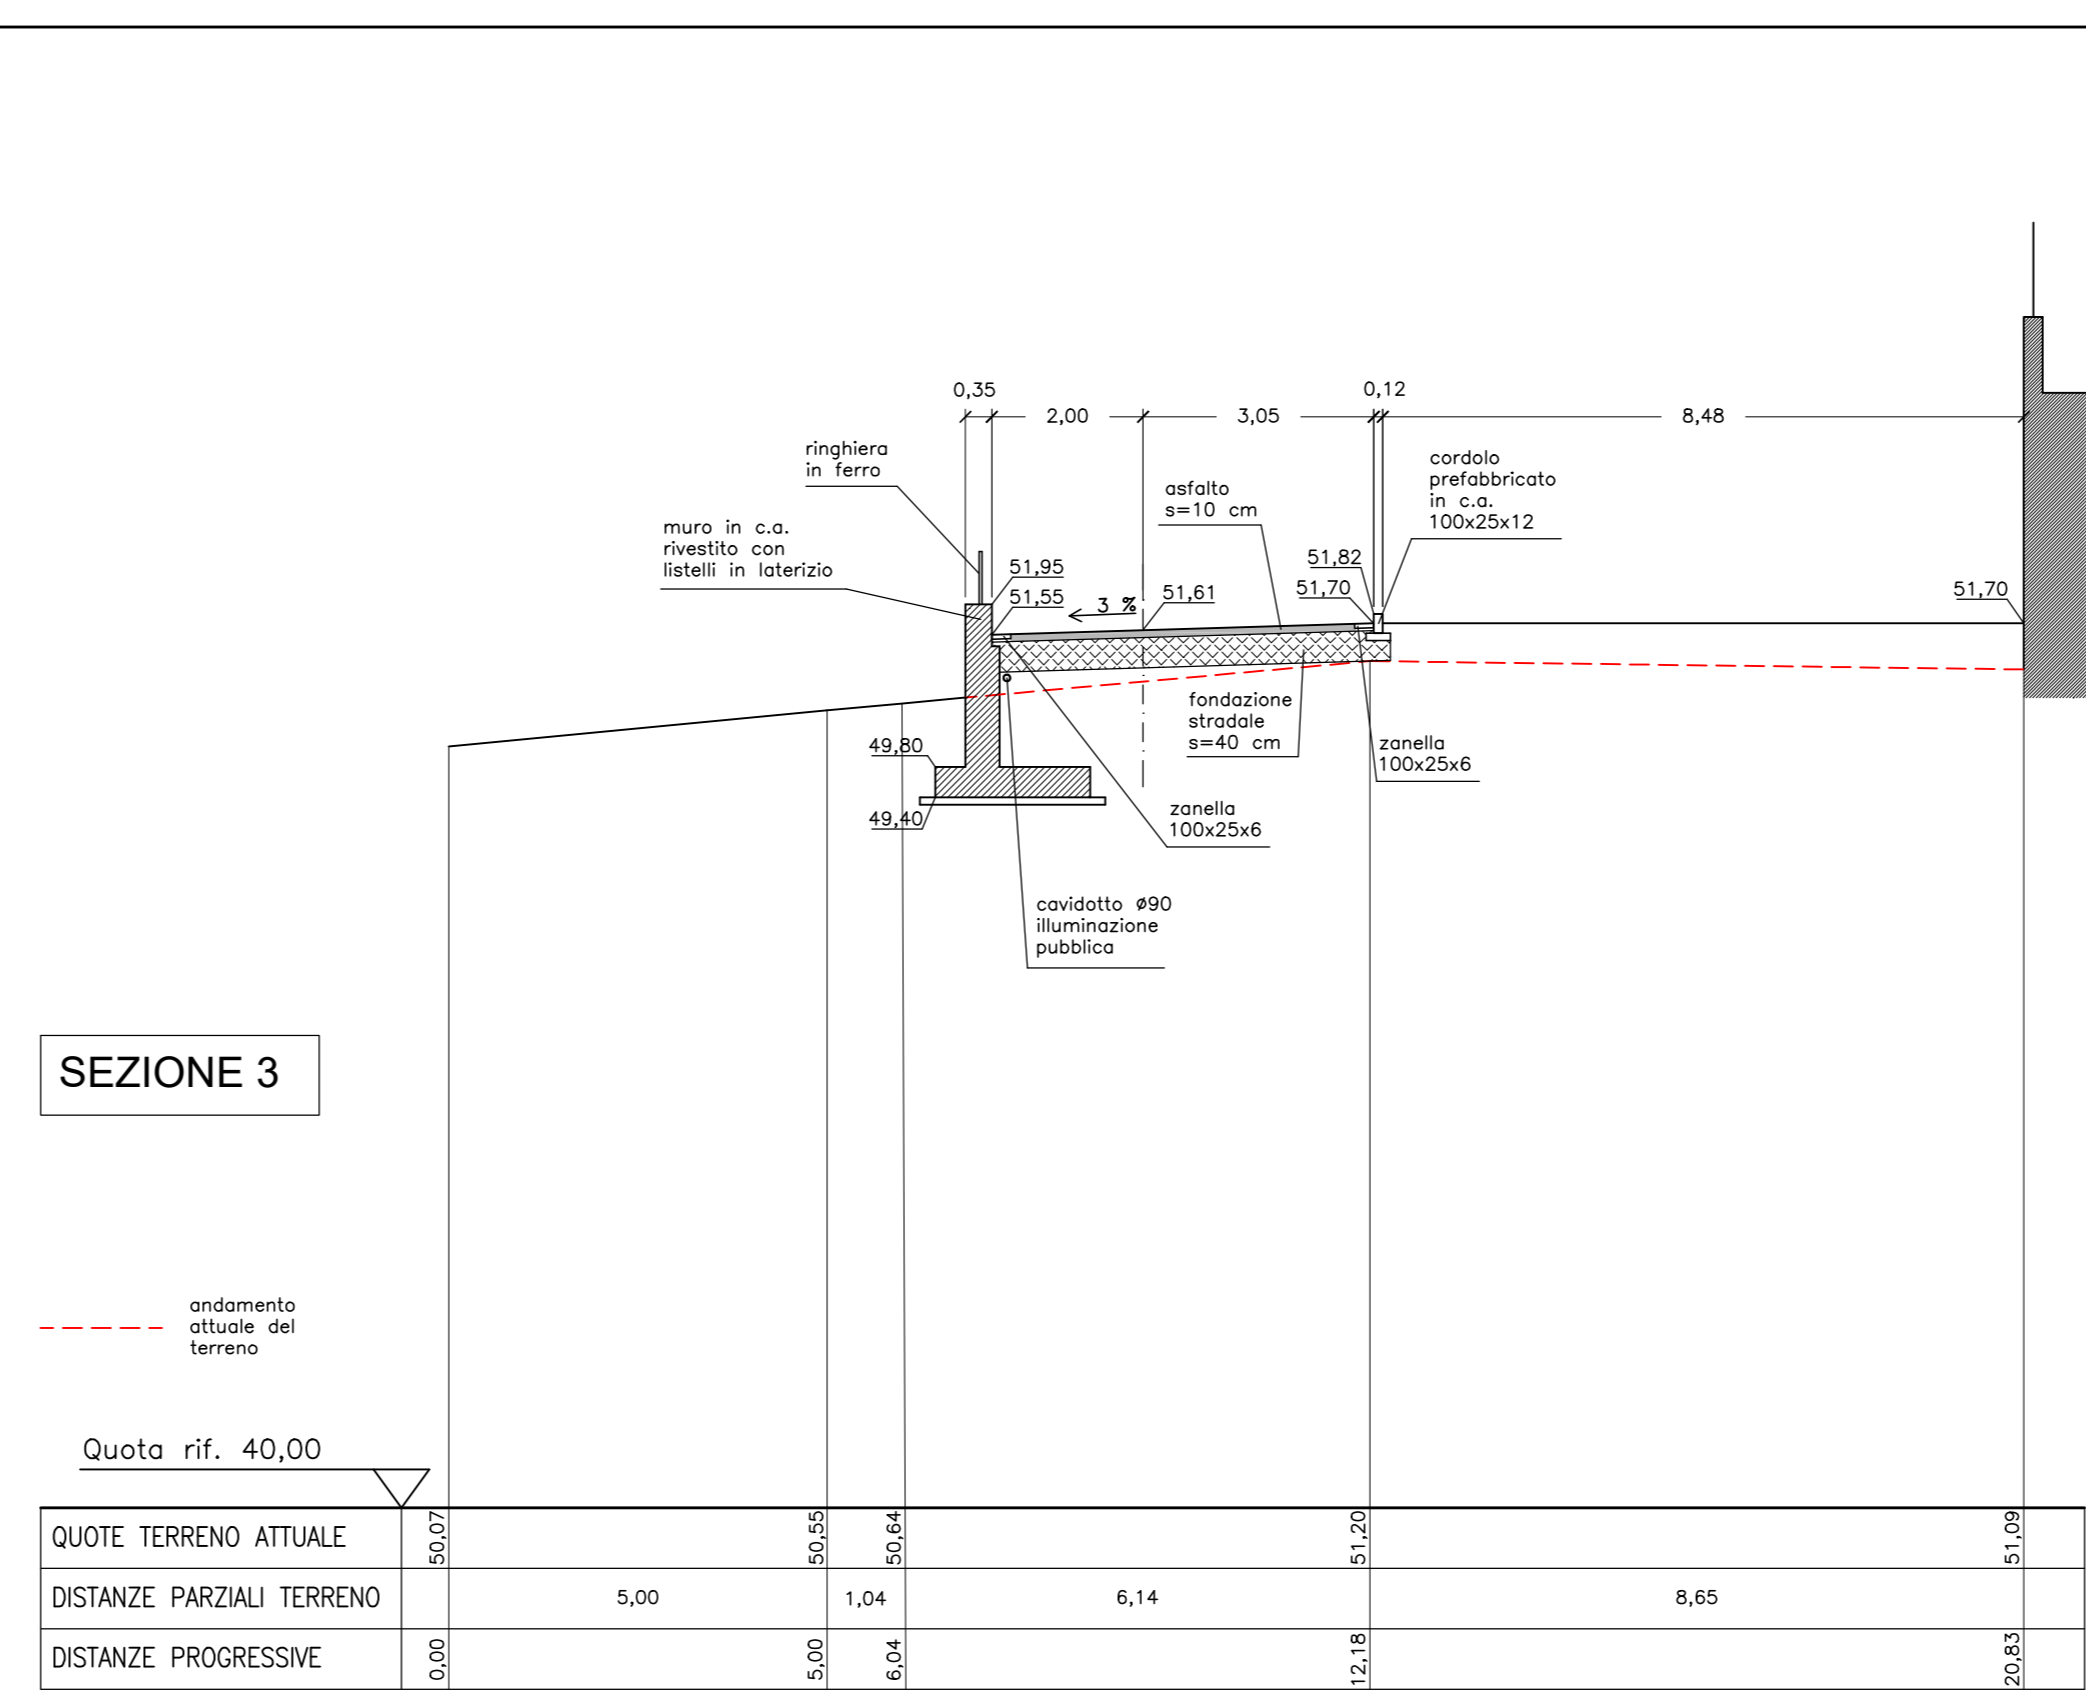 0,35
0,12
2,00
3,05
8,48
ringhiera
in ferro
cordolo
prefabbricato
in c.a.
100x25x12
asfalto
s=10 cm
muro in c.a.
rivestito con
listelli in laterizio
51,95
51,55
3 %
51,61
51,82
51,70
51,70
fondazione
stradale
s=40 cm
49,80
49,40
zanella
100x25x6
zanella
100x25x6
cavidotto ø90
illuminazione
pubblica
SEZIONE 3
andamento
attuale del
terreno
Quota rif. 40,00
QUOTE TERRENO ATTUALE 50,07 50,55 50,64 51,20 51,09
DISTANZE PARZIALI TERRENO 5,00 1,04 6,14 8,65
DISTANZE PROGRESSIVE 0,00 5,00 6,04 12,18 20,83